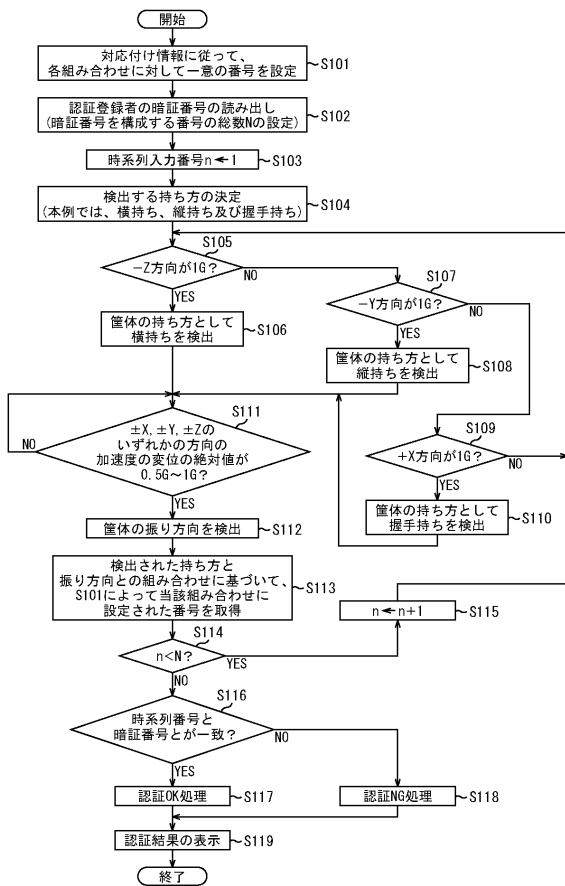 開始
対応付け情報に従って、
各組み合わせに対して一意の番号を設定
S101
認証登録者の暗証番号の読み出し
(暗証番号を構成する番号の総数Nの設定)
S102
時系列入力番号n←1
S103
検出する持ち方の決定
(本例では、横持ち、縦持ち及び握手持ち)
S104
S105
−Z方向が1G?
NO
YES
S107
−Y方向が1G?
NO
YES
筐体の持ち方として
横持ちを検出
S106
筐体の持ち方として
縦持ちを検出
S108
S111
±X,±Y,±Zの
いずれかの方向の
加速度の変位の絶対値が
0.5G〜1G?
NO
YES
S109
+X方向が1G?
NO
YES
筐体の持ち方として
握手持ちを検出
S110
筐体の振り方向を検出
S112
検出された持ち方と
振り方向との組み合わせに基づいて、
S101によって当該組み合わせに
設定された番号を取得
S113
n←n+1
S115
S114
n<N?
YES
NO
S116
時系列番号と
暗証番号とが一致?
NO
YES
認証OK処理
S117
認証NG処理
S118
認証結果の表示
S119
終了